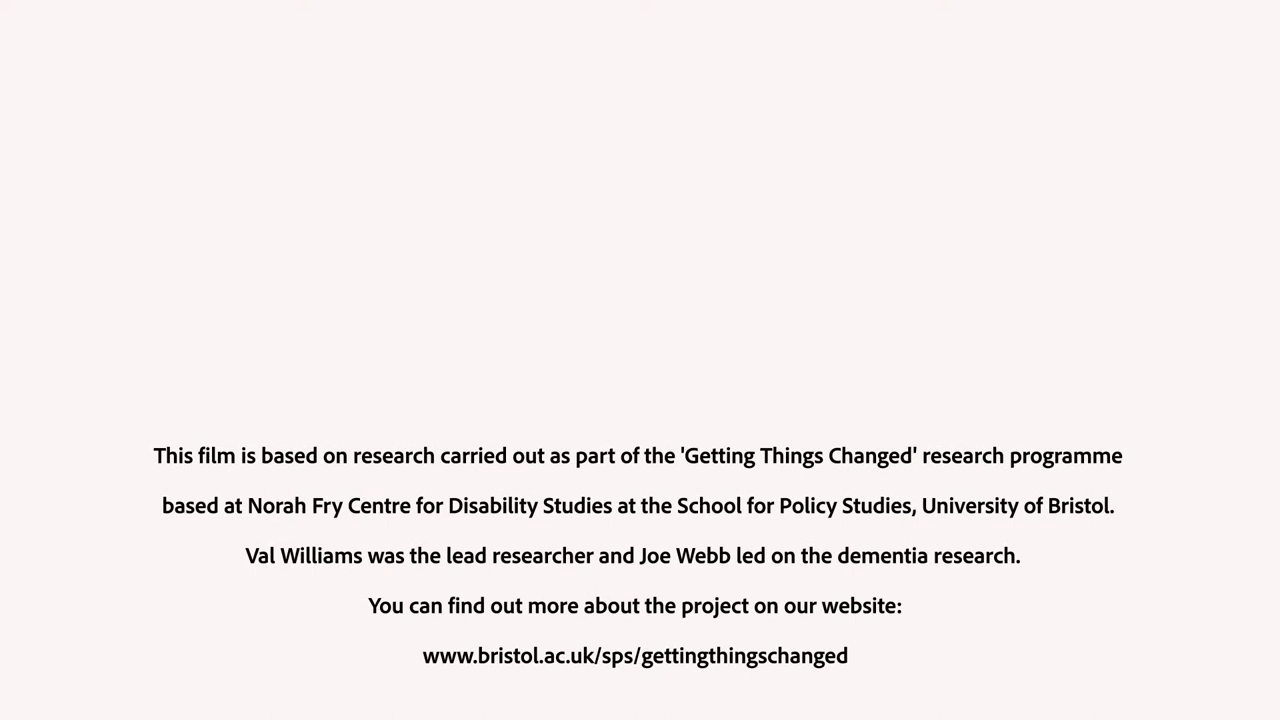 This film is based on research carried out as part of the 'Getting Things Changed' research programme
based at Norah Fry Centre for Disability Studies at the School for Policy Studies, University of Bristol.
Val Williams was the lead researcher and Joe Webb led on the dementia research.
You can find out more about the project on our website:
www.bristol.ac.uk/sps/gettingthingschanged